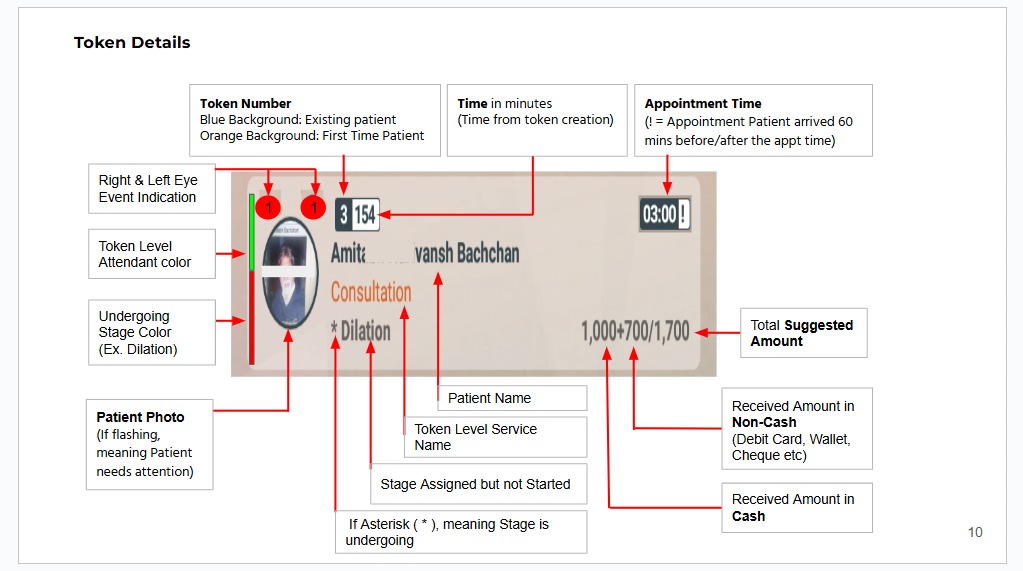 Token Details
Token Number
Blue Background: Existing patient
Orange Background: First Time Patient
Time in minutes
(Time from token creation)
Appointment Time
(! = Appointment Patient arrived 60
mins before/after the appt time)
Right & Left Eye
Event Indication
Token Level
Attendant color
Undergoing
Stage Color
(Ex. Dilation)
Patient Photo
(If flashing,
meaning Patient
needs attention)
1 1
3 154
03:00 !
Amita vansh Bachchan
Consultation
* Dilation
1,000+700/1,700
Total Suggested
Amount
Patient Name
Token Level Service
Name
Stage Assigned but not Started
If Asterisk ( * ), meaning Stage is
undergoing
Received Amount in
Non-Cash
(Debit Card, Wallet,
Cheque etc)
Received Amount in
Cash
10